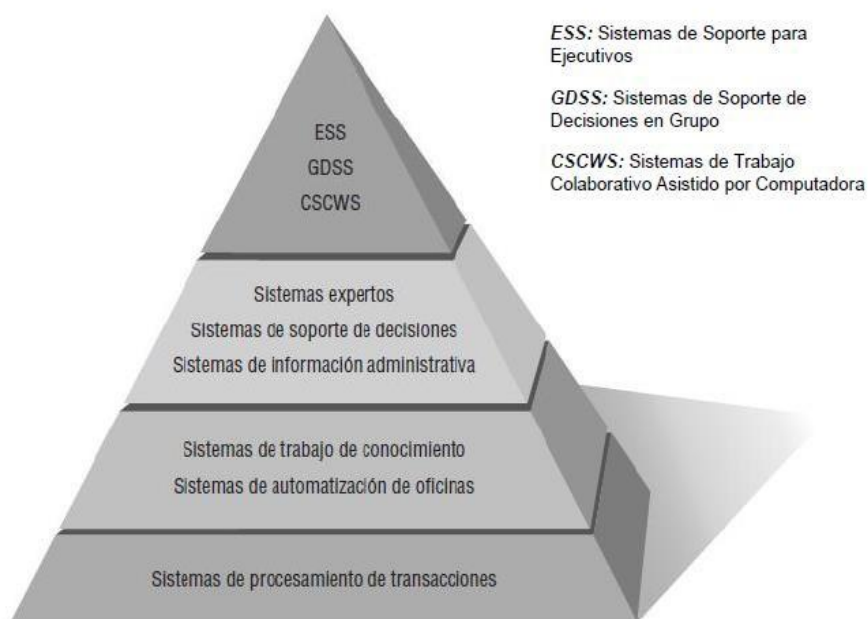 ESS: Sistemas de Soporte para
Ejecutivos
GDSS: Sistemas de Soporte de
Decisiones en Grupo
CSCWS: Sistemas de Trabajo
Colaborativo Asistido por Computadora
ESS
GDSS
CSCWS
Sistemas expertos
Sistemas de soporte de decisiones
Sistemas de información administrativa
Sistemas de trabajo de conocimiento
Sistemas de automatización de oficinas
Sistemas de procesamiento de transacciones